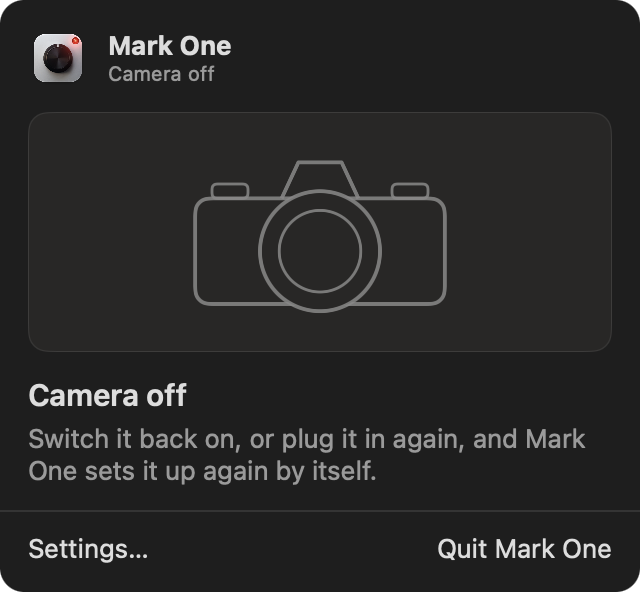 Mark One
Camera off
Camera off
Switch it back on, or plug it in again, and Mark
One sets it up again by itself.
Settings...
Quit Mark One